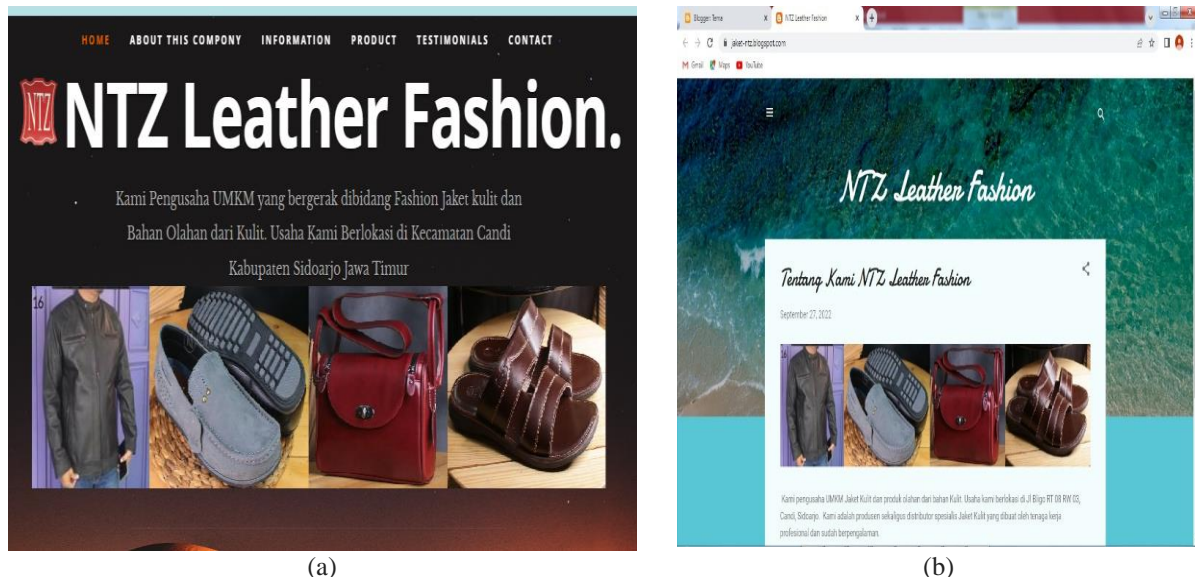 HOME ABOUT THIS COMPONY INFORMATION PRODUCT TESTIMONIALS CONTACT
NTZ NTZ Leather Fashion.
Kami Pengusaha UMKM yang bergerak dibidang Fashion Jaket kulit dan
Bahan Olahan dari Kulit. Usaha Kami Berlokasi di Kecamatan Candi
Kabupaten Sidoarjo Jawa Timur
16
(a)
Blogger: Tema NTZ Leather Fashion
jaket-ntz.blogspot.com
Gmail Maps YouTube
NTZ Leather Fashion
Tentang Kami NTZ Leather Fashion
September 27, 2022
16
Kami pengusaha UMKM Jaket Kulit dan produk olahan dari bahan Kulit. Usaha kami berlokasi di Jl Bligo RT 08 RW 03,
Candi, Sidoarjo. Kami adalah produsen sekaligus distributor spesialis Jaket Kulit yang dibuat oleh tenaga kerja
profesional dan sudah berpengalaman.
(b)